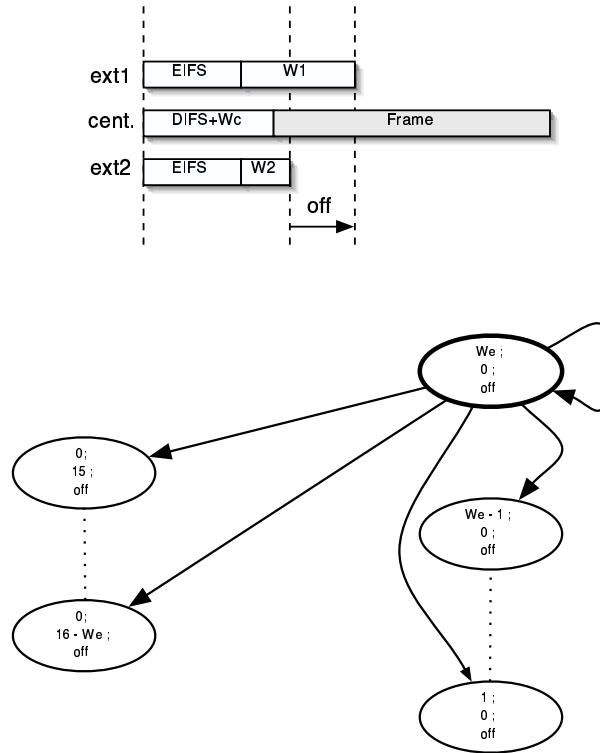 EIFS W1
ext1
cent. DIFS+Wc Frame
ext2 EIFS W2
off
We ;
0 ;
off
0;
15 ;
off
We - 1 ;
0 ;
off
0;
16 - We ;
off
1 ;
0 ;
off